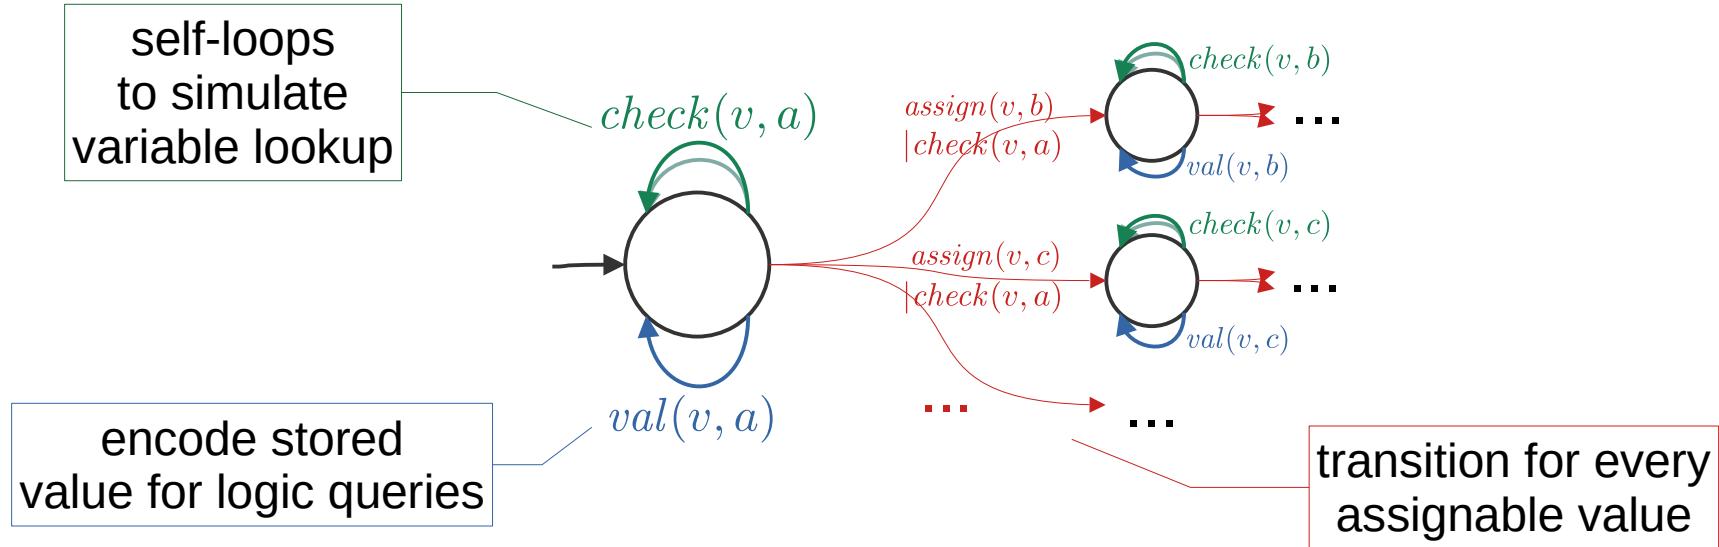 self-loops
to simulate
variable lookup
check(v, a)
val(v, a)
encode stored
value for logic queries
assign(v, b)
|check(v, a)
assign(v, c)
|check(v, a)
...
check(v, b)
...
val(v, b)
check(v, c)
...
val(v, c)
...
transition for every
assignable value